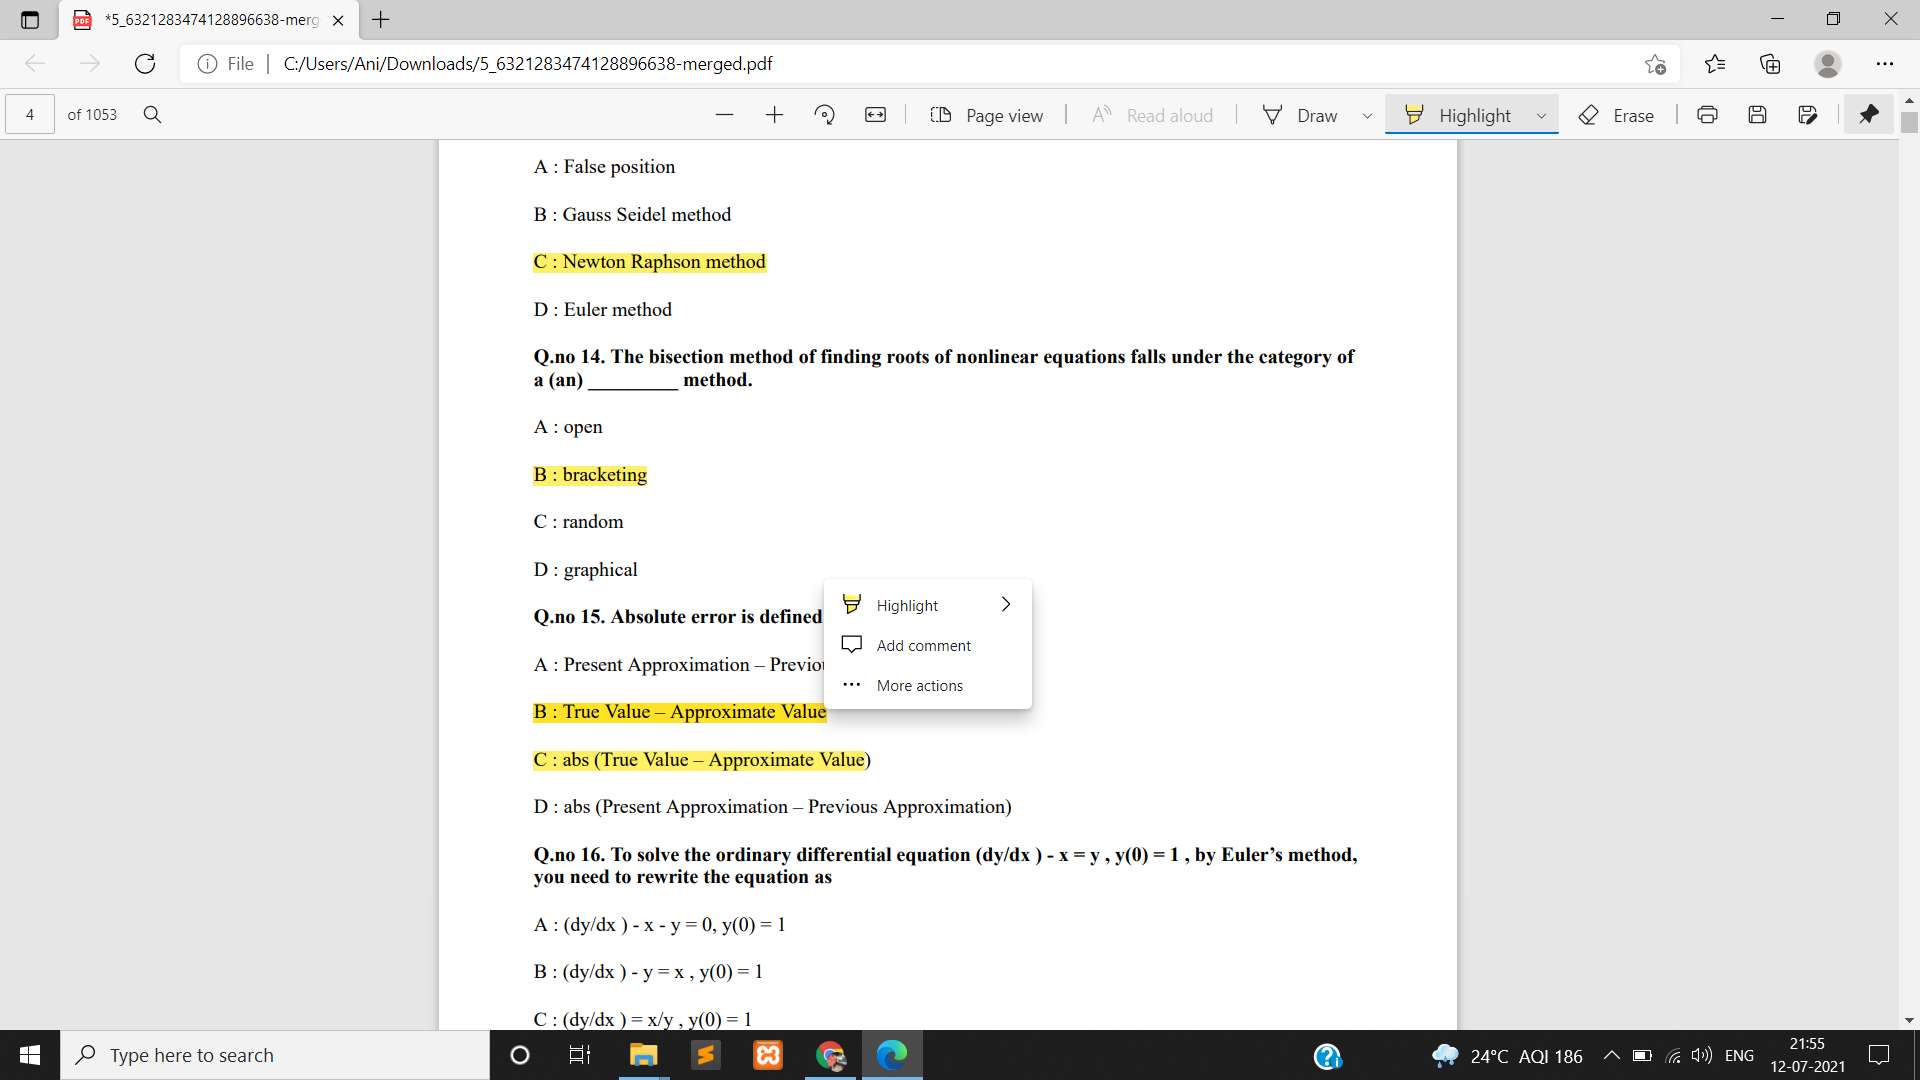 *5_6321283474128896638-merg
File
C:/Users/Ani/Downloads/5_6321283474128896638-merged.pdf
4 of 1053
Page view
Read aloud
Draw
Highlight
Erase
A : False position
B : Gauss Seidel method
C : Newton Raphson method
D : Euler method
Q.no 14. The bisection method of finding roots of nonlinear equations falls under the category of
a (an) _________ method.
A : open
B : bracketing
C : random
D : graphical
Q.no 15. Absolute error is defined
A : Present Approximation – Previou
B : True Value – Approximate Value
C : abs (True Value – Approximate Value)
D : abs (Present Approximation – Previous Approximation)
Highlight
Add comment
More actions
Q.no 16. To solve the ordinary differential equation (dy/dx ) - x = y , y(0) = 1 , by Euler’s method,
you need to rewrite the equation as
A : (dy/dx ) - x - y = 0, y(0) = 1
B : (dy/dx ) - y = x , y(0) = 1
C : (dy/dx ) = x/y , y(0) = 1
Type here to search
24°C AQI 186
ENG
21:55
12-07-2021